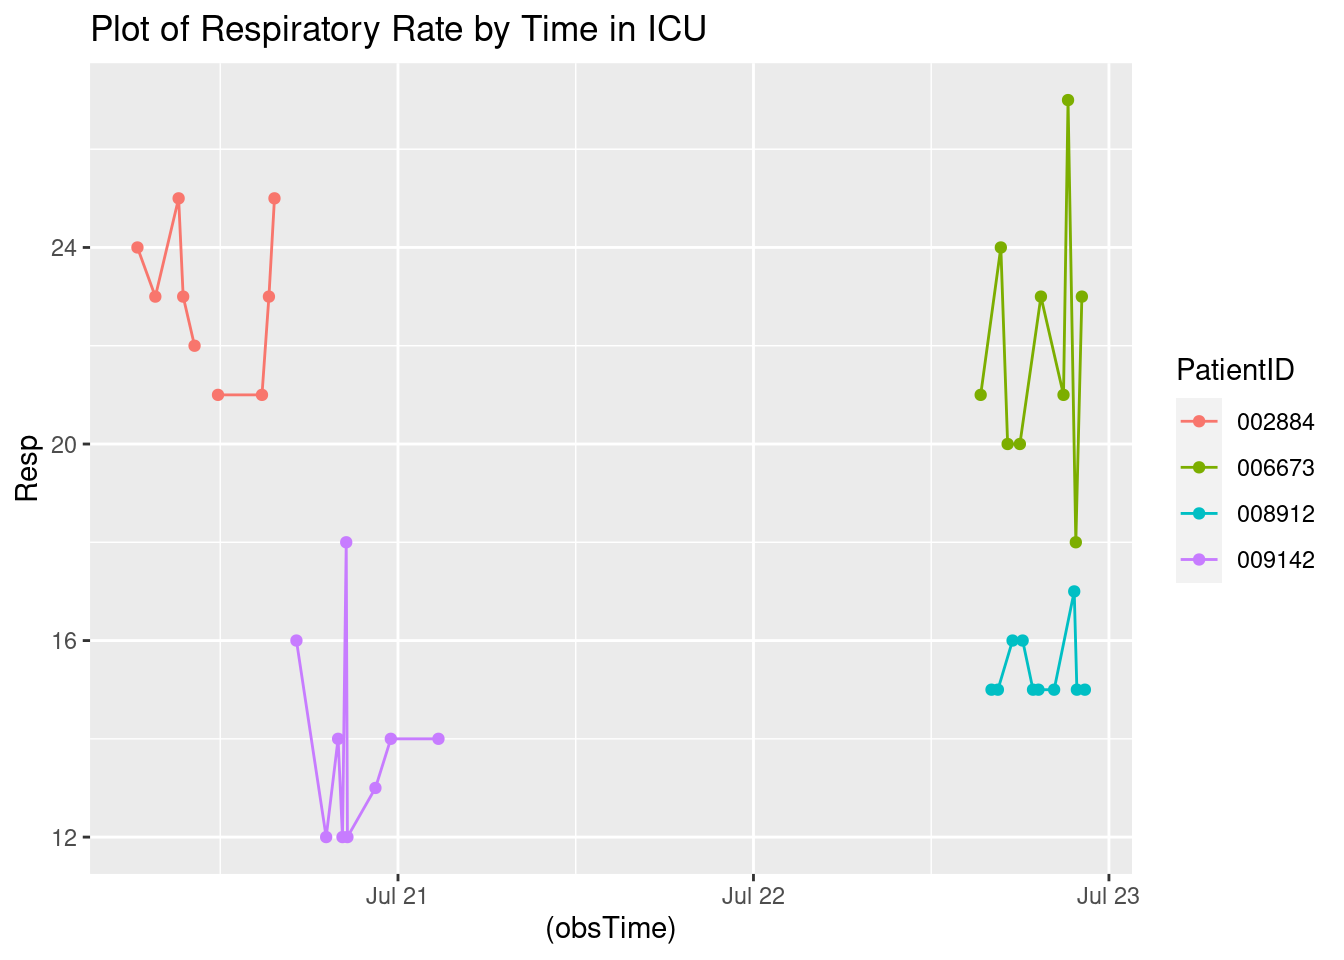 Plot of Respiratory Rate by Time in ICU
Resp
24
20
16
12
Jul 21
Jul 22
Jul 23
(obsTime)
PatientID
002884
006673
008912
009142